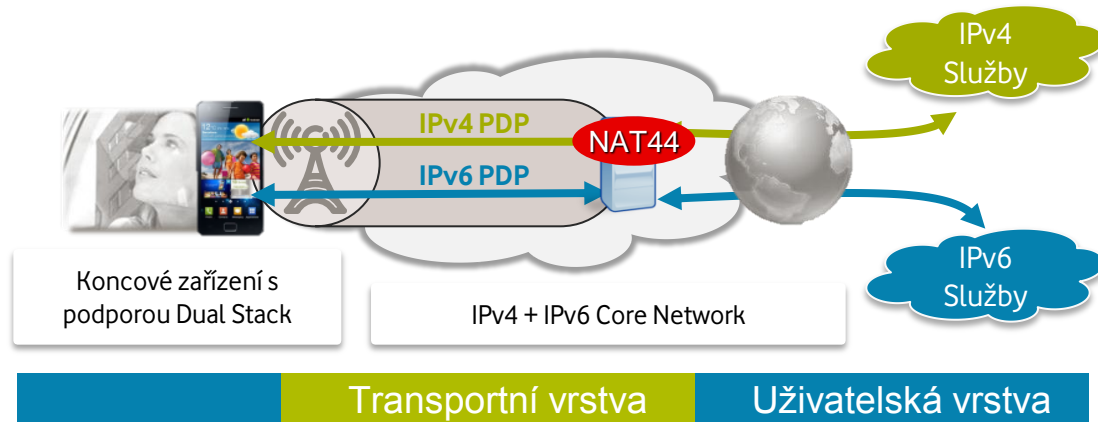 IPv4
Služby
IPv4 PDP
NAT44
IPv6 PDP
IPv6
Služby
Koncové zařízení s
podporou Dual Stack
IPv4 + IPv6 Core Network
Transportní vrstva
Uživatelská vrstva